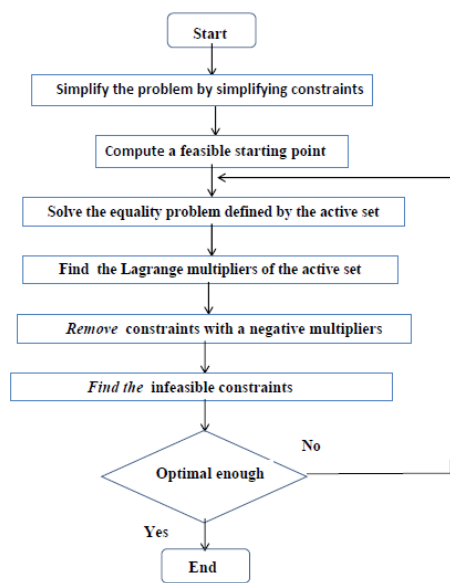 Start
Simplify the problem by simplifying constraints
Compute a feasible starting point
Solve the equality problem defined by the active set
Find the Lagrange multipliers of the active set
Remove constraints with a negative multipliers
Find the infeasible constraints
No
Optimal enough
Yes
End